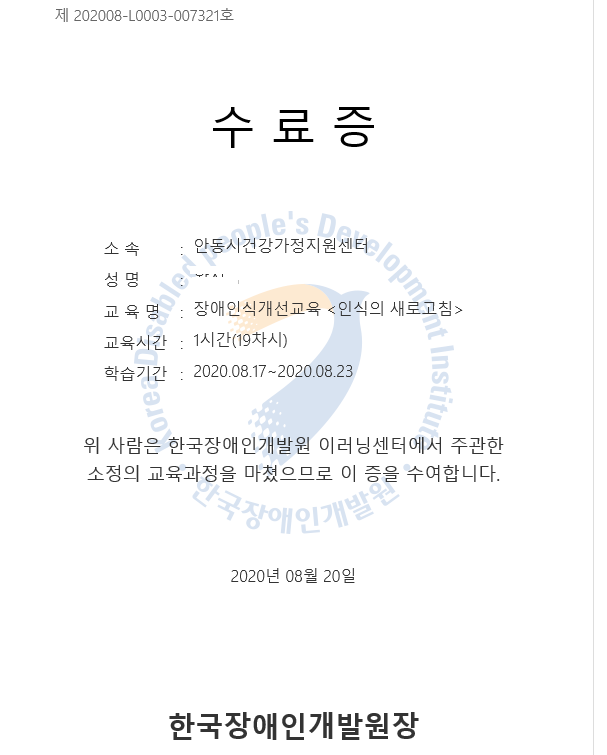 제 202008-L0003-007321호
수 료 증
소 속 : 안동시건강가정지원센터
성 명 :
교 육 명 : 장애인식개선교육 <인식의 새로고침>
교육시간 : 1시간(19차시)
학습기간 : 2020.08.17~2020.08.23
위 사람은 한국장애인개발원 이러닝센터에서 주관한
소정의 교육과정을 마쳤으므로 이 증을 수여합니다.
Korea Disabled people's Development Institute
· 한국장애인개발원 ·
2020년 08월 20일
한국장애인개발원장